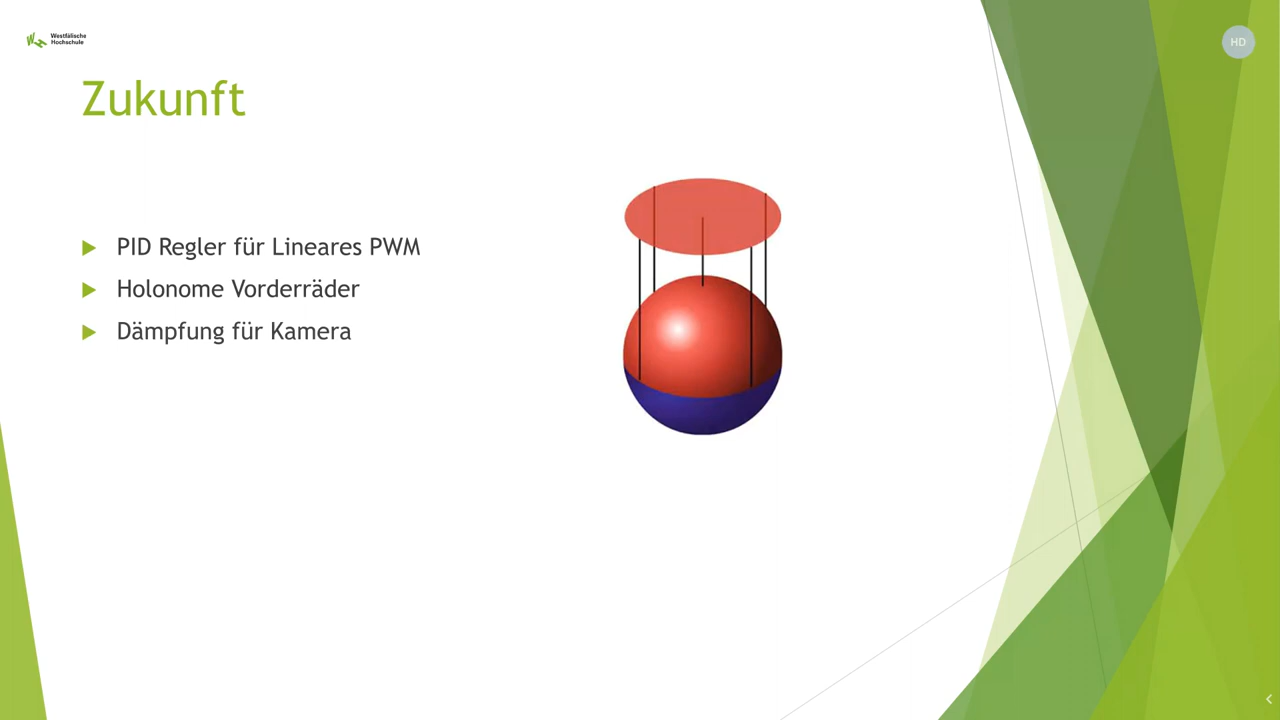 Westfälische
Hochschule
HD
Zukunft
PID Regler für Lineares PWM
Holonome Vorderräder
Dämpfung für Kamera